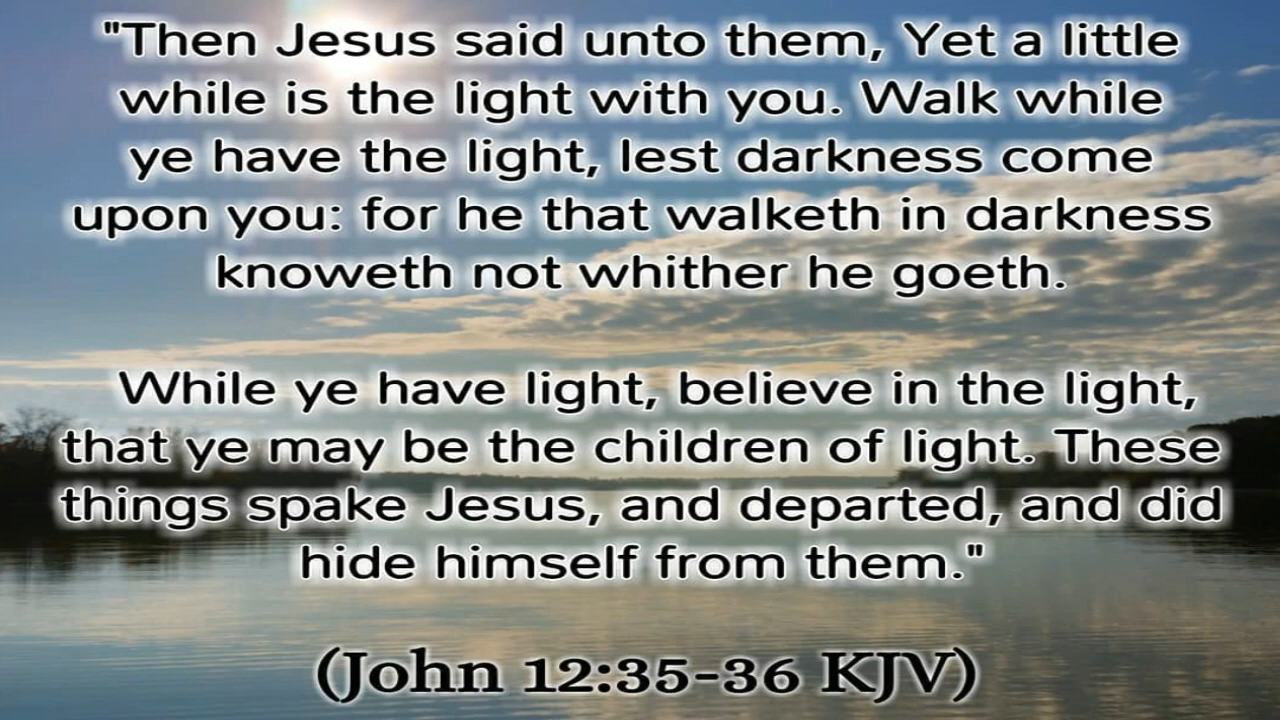 "Then Jesus said unto them, Yet a little
while is the light with you. Walk while
ye have the light, lest darkness come
upon you: for he that walketh in darkness
knoweth not whither he goeth.
While ye have light, believe in the light,
that ye may be the children of light. These
things spake Jesus, and departed, and did
hide himself from them."
(John 12:35-36 KJV)